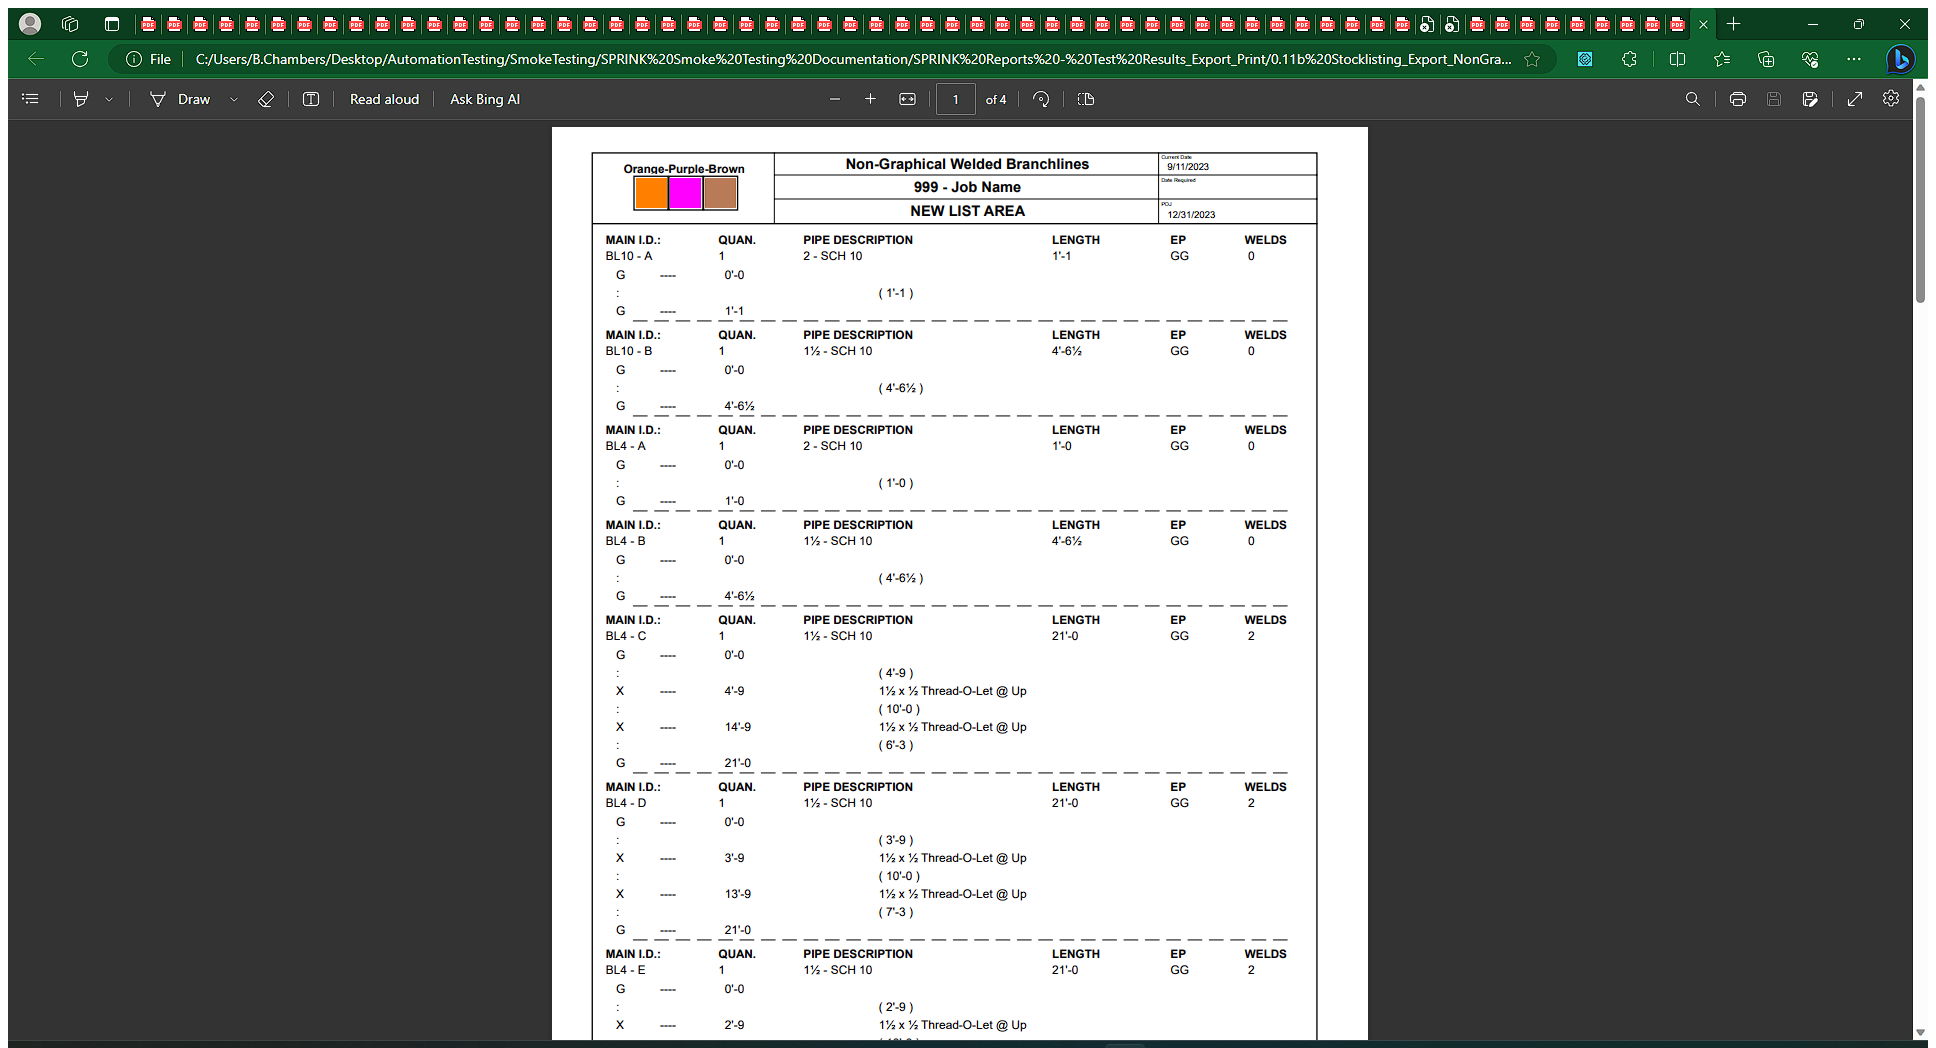 File C:/Users/B.Chambers/Desktop/AutomationTesting/SmokeTesting/SPRINK%20Smoke%20Testing%20Documentation/SPRINK%20Reports%20-%20Test%20Results_Export_Print/0.11b%20Stocklisting_Export_NonGra...
Draw Read aloud Ask Bing AI 1 of 4
Orange-Purple-Brown
Non-Graphical Welded Branchlines
999 - Job Name
NEW LIST AREA
Current Date
9/11/2023
Date Required
PDJ
12/31/2023
MAIN I.D.: QUAN. PIPE DESCRIPTION LENGTH EP WELDS
BL10 - A 1 2 - SCH 10 1'-1 GG 0
G ---- 0'-0
: ( 1'-1 )
G ---- 1'-1
MAIN I.D.: QUAN. PIPE DESCRIPTION LENGTH EP WELDS
BL10 - B 1 1½ - SCH 10 4'-6½ GG 0
G ---- 0'-0
: ( 4'-6½ )
G ---- 4'-6½
MAIN I.D.: QUAN. PIPE DESCRIPTION LENGTH EP WELDS
BL4 - A 1 2 - SCH 10 1'-0 GG 0
G ---- 0'-0
: ( 1'-0 )
G ---- 1'-0
MAIN I.D.: QUAN. PIPE DESCRIPTION LENGTH EP WELDS
BL4 - B 1 1½ - SCH 10 4'-6½ GG 0
G ---- 0'-0
: ( 4'-6½ )
G ---- 4'-6½
MAIN I.D.: QUAN. PIPE DESCRIPTION LENGTH EP WELDS
BL4 - C 1 1½ - SCH 10 21'-0 GG 2
G ---- 0'-0
: ( 4'-9 )
X ---- 4'-9 1½ x ½ Thread-O-Let @ Up
: ( 10'-0 )
X ---- 14'-9 1½ x ½ Thread-O-Let @ Up
: ( 6'-3 )
G ---- 21'-0
MAIN I.D.: QUAN. PIPE DESCRIPTION LENGTH EP WELDS
BL4 - D 1 1½ - SCH 10 21'-0 GG 2
G ---- 0'-0
: ( 3'-9 )
X ---- 3'-9 1½ x ½ Thread-O-Let @ Up
: ( 10'-0 )
X ---- 13'-9 1½ x ½ Thread-O-Let @ Up
: ( 7'-3 )
G ---- 21'-0
MAIN I.D.: QUAN. PIPE DESCRIPTION LENGTH EP WELDS
BL4 - E 1 1½ - SCH 10 21'-0 GG 2
G ---- 0'-0
: ( 2'-9 )
X ---- 2'-9 1½ x ½ Thread-O-Let @ Up